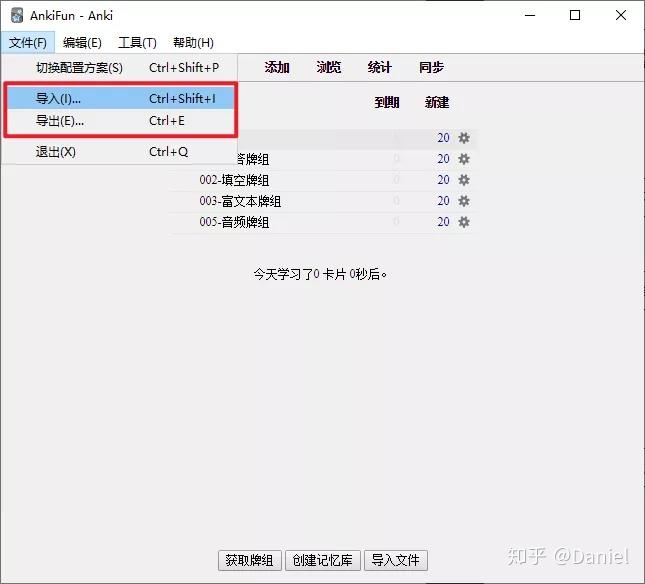 AnkiFun - Anki
文件(F) 编辑(E) 工具(T) 帮助(H)
切换配置方案(S) Ctrl+Shift+P
添加 浏览 统计 同步
导入(I)... Ctrl+Shift+I
导出(E)... Ctrl+E
到期 新建
退出(X) Ctrl+Q
20
牌组 0 20
002-填空牌组 0 20
003-富文本牌组 0 20
005-音频牌组 0 20
今天学习了0 卡片 0秒后。
获取牌组 创建记忆库 导入文件
知乎 @Daniel